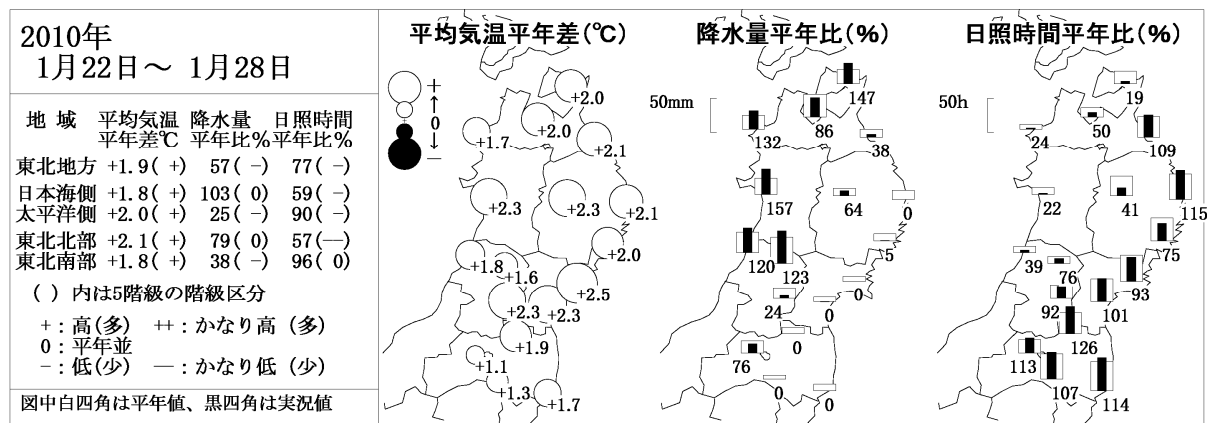 2010年
1月22日～ 1月28日
地 域 平均気温 降水量 日照時間
平年差℃ 平年比% 平年比%
東北地方 +1.9( +) 57( -) 77( -)
日本海側 +1.8( +) 103( 0) 59( -)
太平洋側 +2.0( +) 25( -) 90( -)
東北北部 +2.1( +) 79( 0) 57(—)
東北南部 +1.8( +) 38( -) 96( 0)
( ) 内は5階級の階級区分
+ : 高(多) ++ : かなり高 (多)
0 : 平年並
- : 低(少) — : かなり低 (少)
図中白四角は平年値、黒四角は実況値
平均気温平年差(℃)
+
0
-
+2.0
+2.0
+1.7
+2.1
+2.3
+2.3
+2.1
+2.0
+1.8
+1.6
+2.5
+2.3
+2.3
+1.9
+1.1
+1.3
+1.7
降水量平年比(%)
50mm
147
132
86
38
157
64
0
5
120
123
0
24
0
0
76
0
0
日照時間平年比(%)
50h
19
50
24
109
22
41
115
75
39
76
93
92
101
126
113
107
114